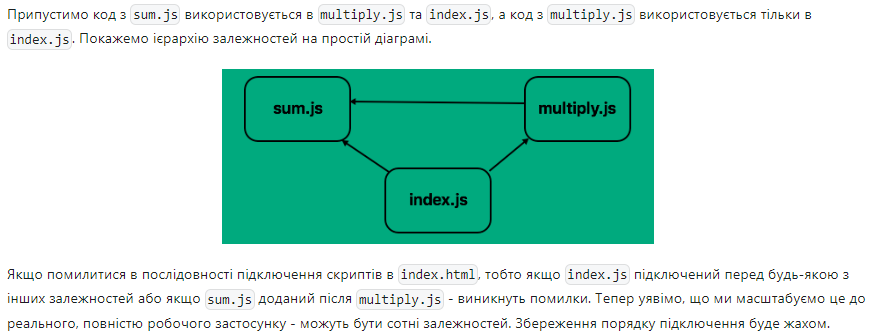 Припустимо код з sum.js використовується в multiply.js та index.js, а код з multiply.js використовується тільки в
index.js. Покажемо ієрархію залежностей на простій діаграмі.
sum.js
multiply.js
index.js
Якщо помилитися в послідовності підключення скриптів в index.html, тобто якщо index.js підключений перед будь-якою з
інших залежностей або якщо sum.js доданий після multiply.js - виникнуть помилки. Тепер уявімо, що ми масштабуємо це до
реального, повністю робочого застосунку - можуть бути сотні залежностей. Збереження порядку підключення буде жахом.